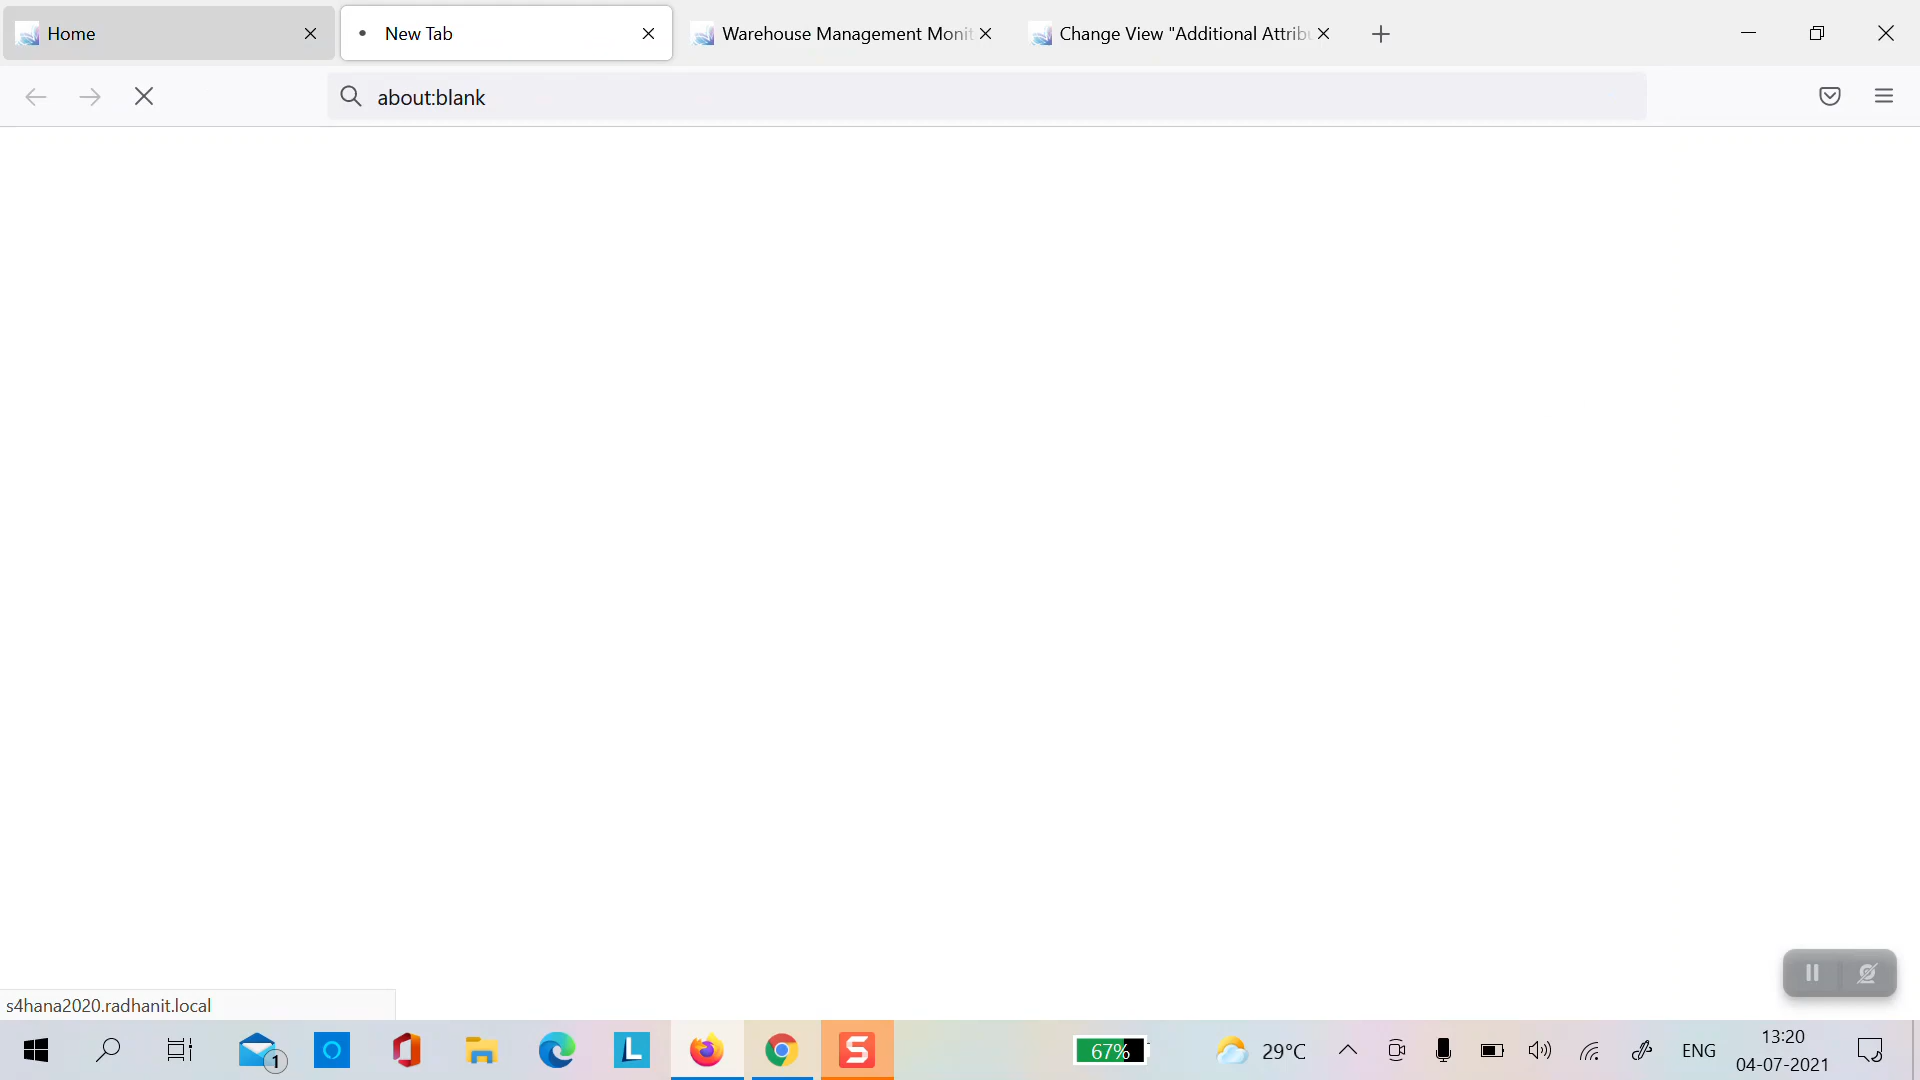 Home
New Tab
Warehouse Management Monit
Change View "Additional Attribu
about:blank
s4hana2020.radhanit.local
1
L
S
67%
29°C
ENG
13:20
04-07-2021